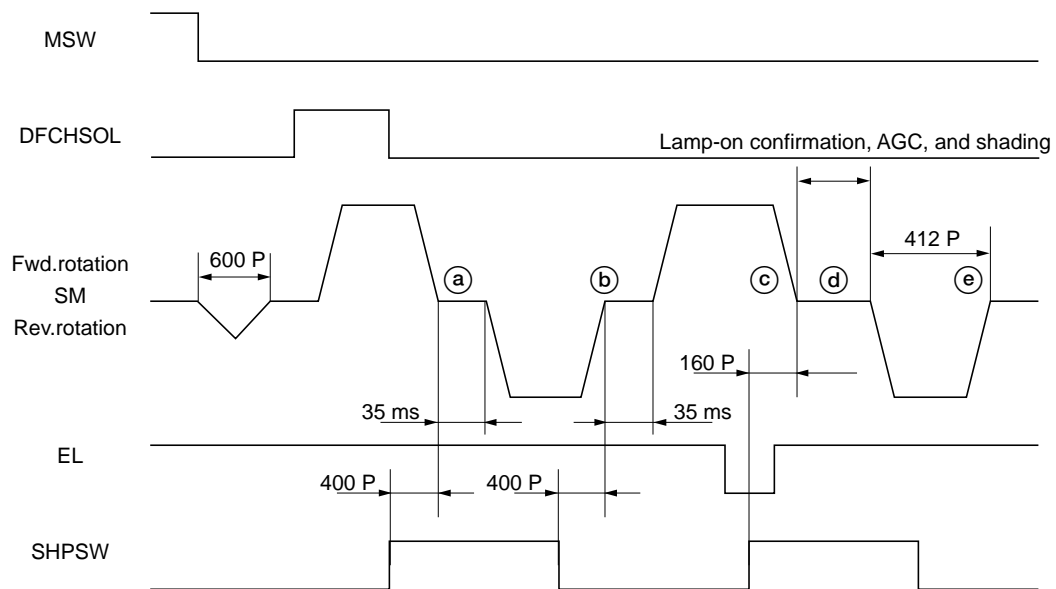 MSW
DFCHSOL
Lamp-on confirmation, AGC, and shading
600 P
412 P
Fwd.rotation
SM
Rev.rotation
a
b
c
d
e
160 P
35 ms
35 ms
EL
400 P
400 P
SHPSW